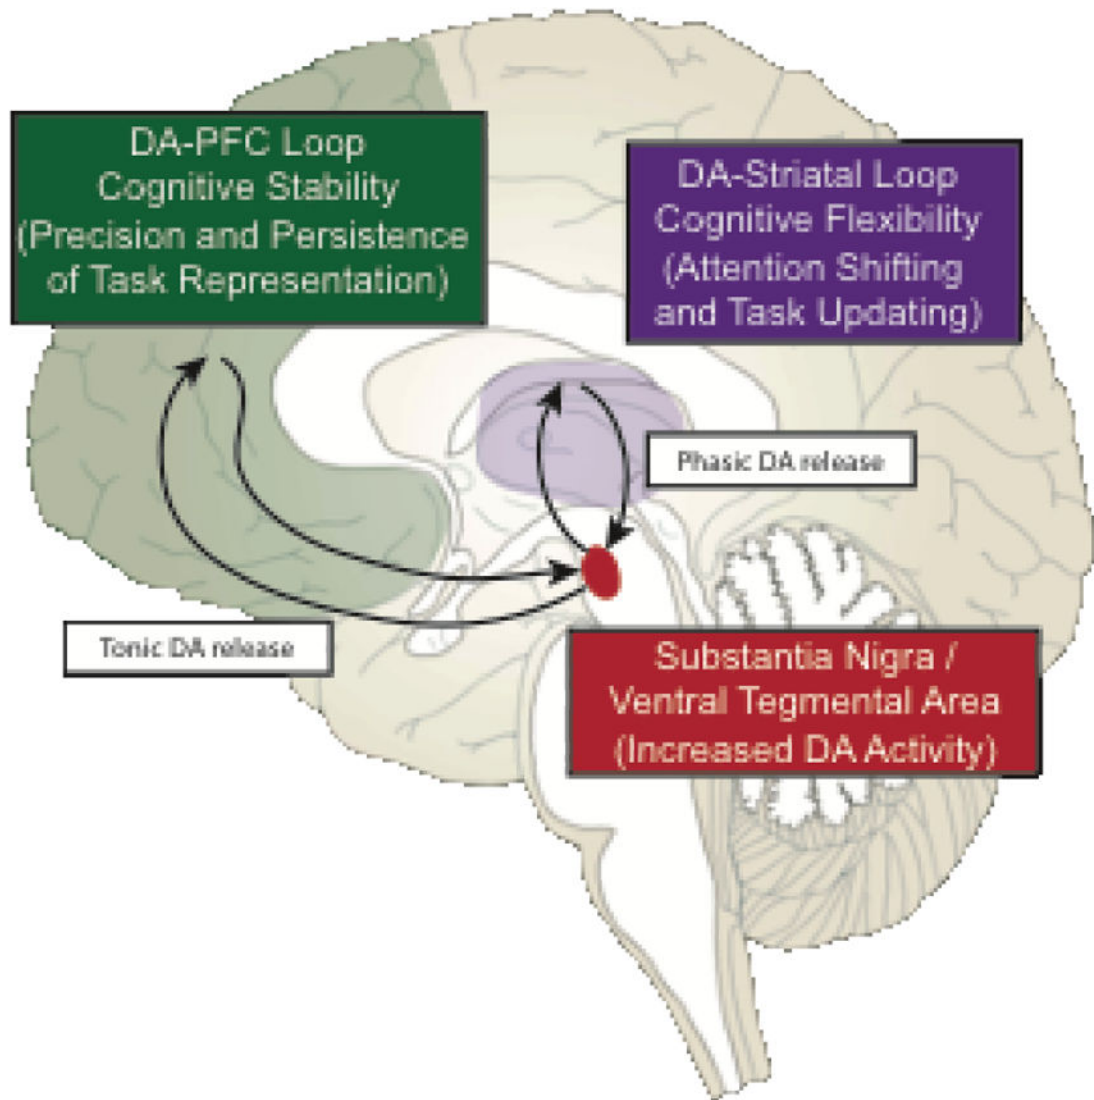 DA-PFC Loop
Cognitive Stability
(Precision and Persistence
of Task Representation)
DA-Striatal Loop
Cognitive Flexibility
(Attention Shifting
and Task Updating)
Phasic DA release
Tonic DA release
Substantia Nigra /
Ventral Tegmental Area
(Increased DA Activity)